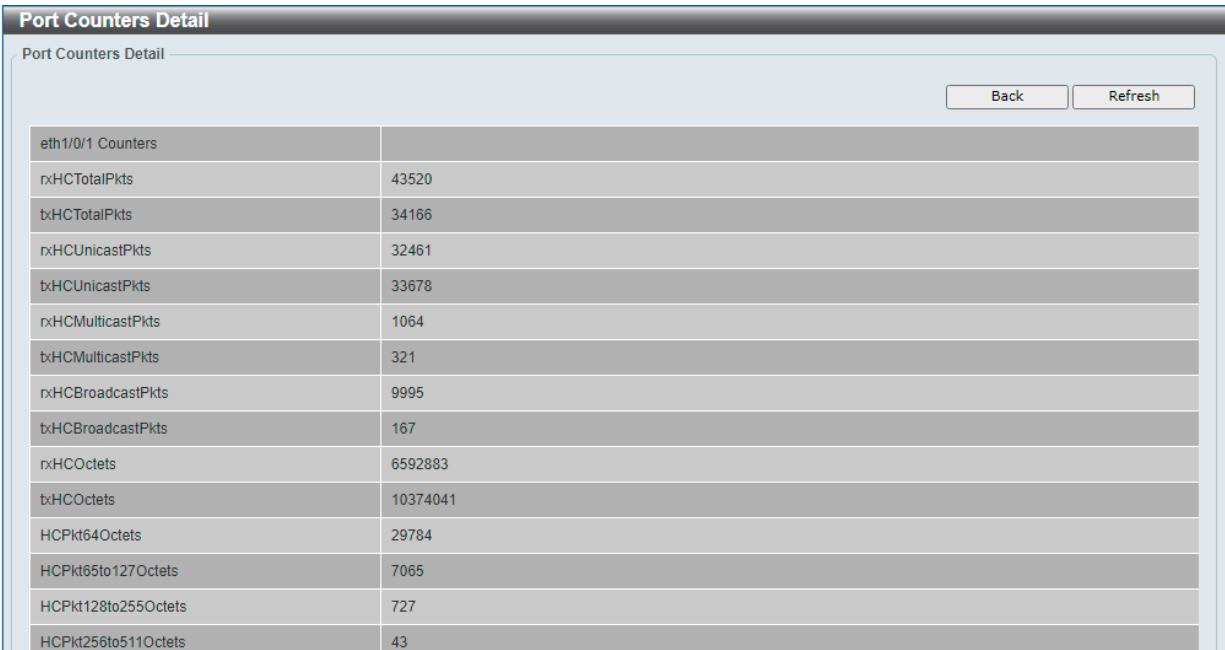 Port Counters Detail
Port Counters Detail
Back Refresh
eth1/0/1 Counters
rxHCTotalPkts 43520
txHCTotalPkts 34166
rxHCUnicastPkts 32461
txHCUnicastPkts 33678
rxHCMulticastPkts 1064
txHCMulticastPkts 321
rxHCBroadcastPkts 9995
txHCBroadcastPkts 167
rxHCOctets 6592883
txHCOctets 10374041
HCPkt64Octets 29784
HCPkt65to127Octets 7065
HCPkt128to255Octets 727
HCPkt256to511Octets 43